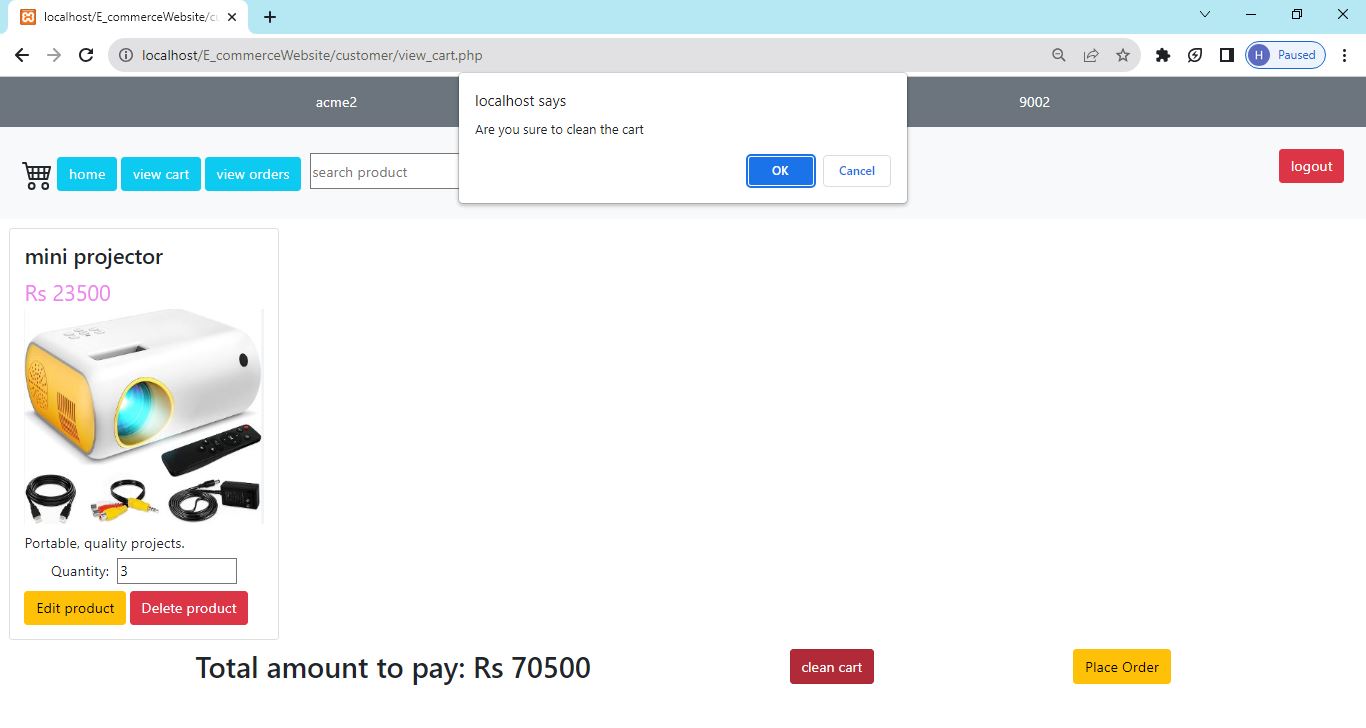 localhost/E_commerceWebsite/cu
localhost/E_commerceWebsite/customer/view_cart.php
H Paused
acme2
9002
localhost says
Are you sure to clean the cart
OK
Cancel
home
view cart
view orders
search product
logout
mini projector
Rs 23500
Portable, quality projects.
Quantity: 3
Edit product
Delete product
Total amount to pay: Rs 70500
clean cart
Place Order